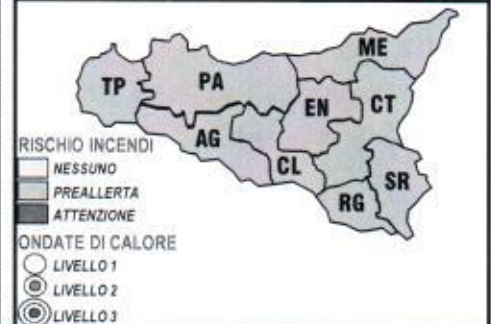 ME
TP
PA
EN
CT
AG
CL
SR
RG
RISCHIO INCENDI
NESSUNO
PREALLERTA
ATTENZIONE
ONDATE DI CALORE
LIVELLO 1
LIVELLO 2
LIVELLO 3